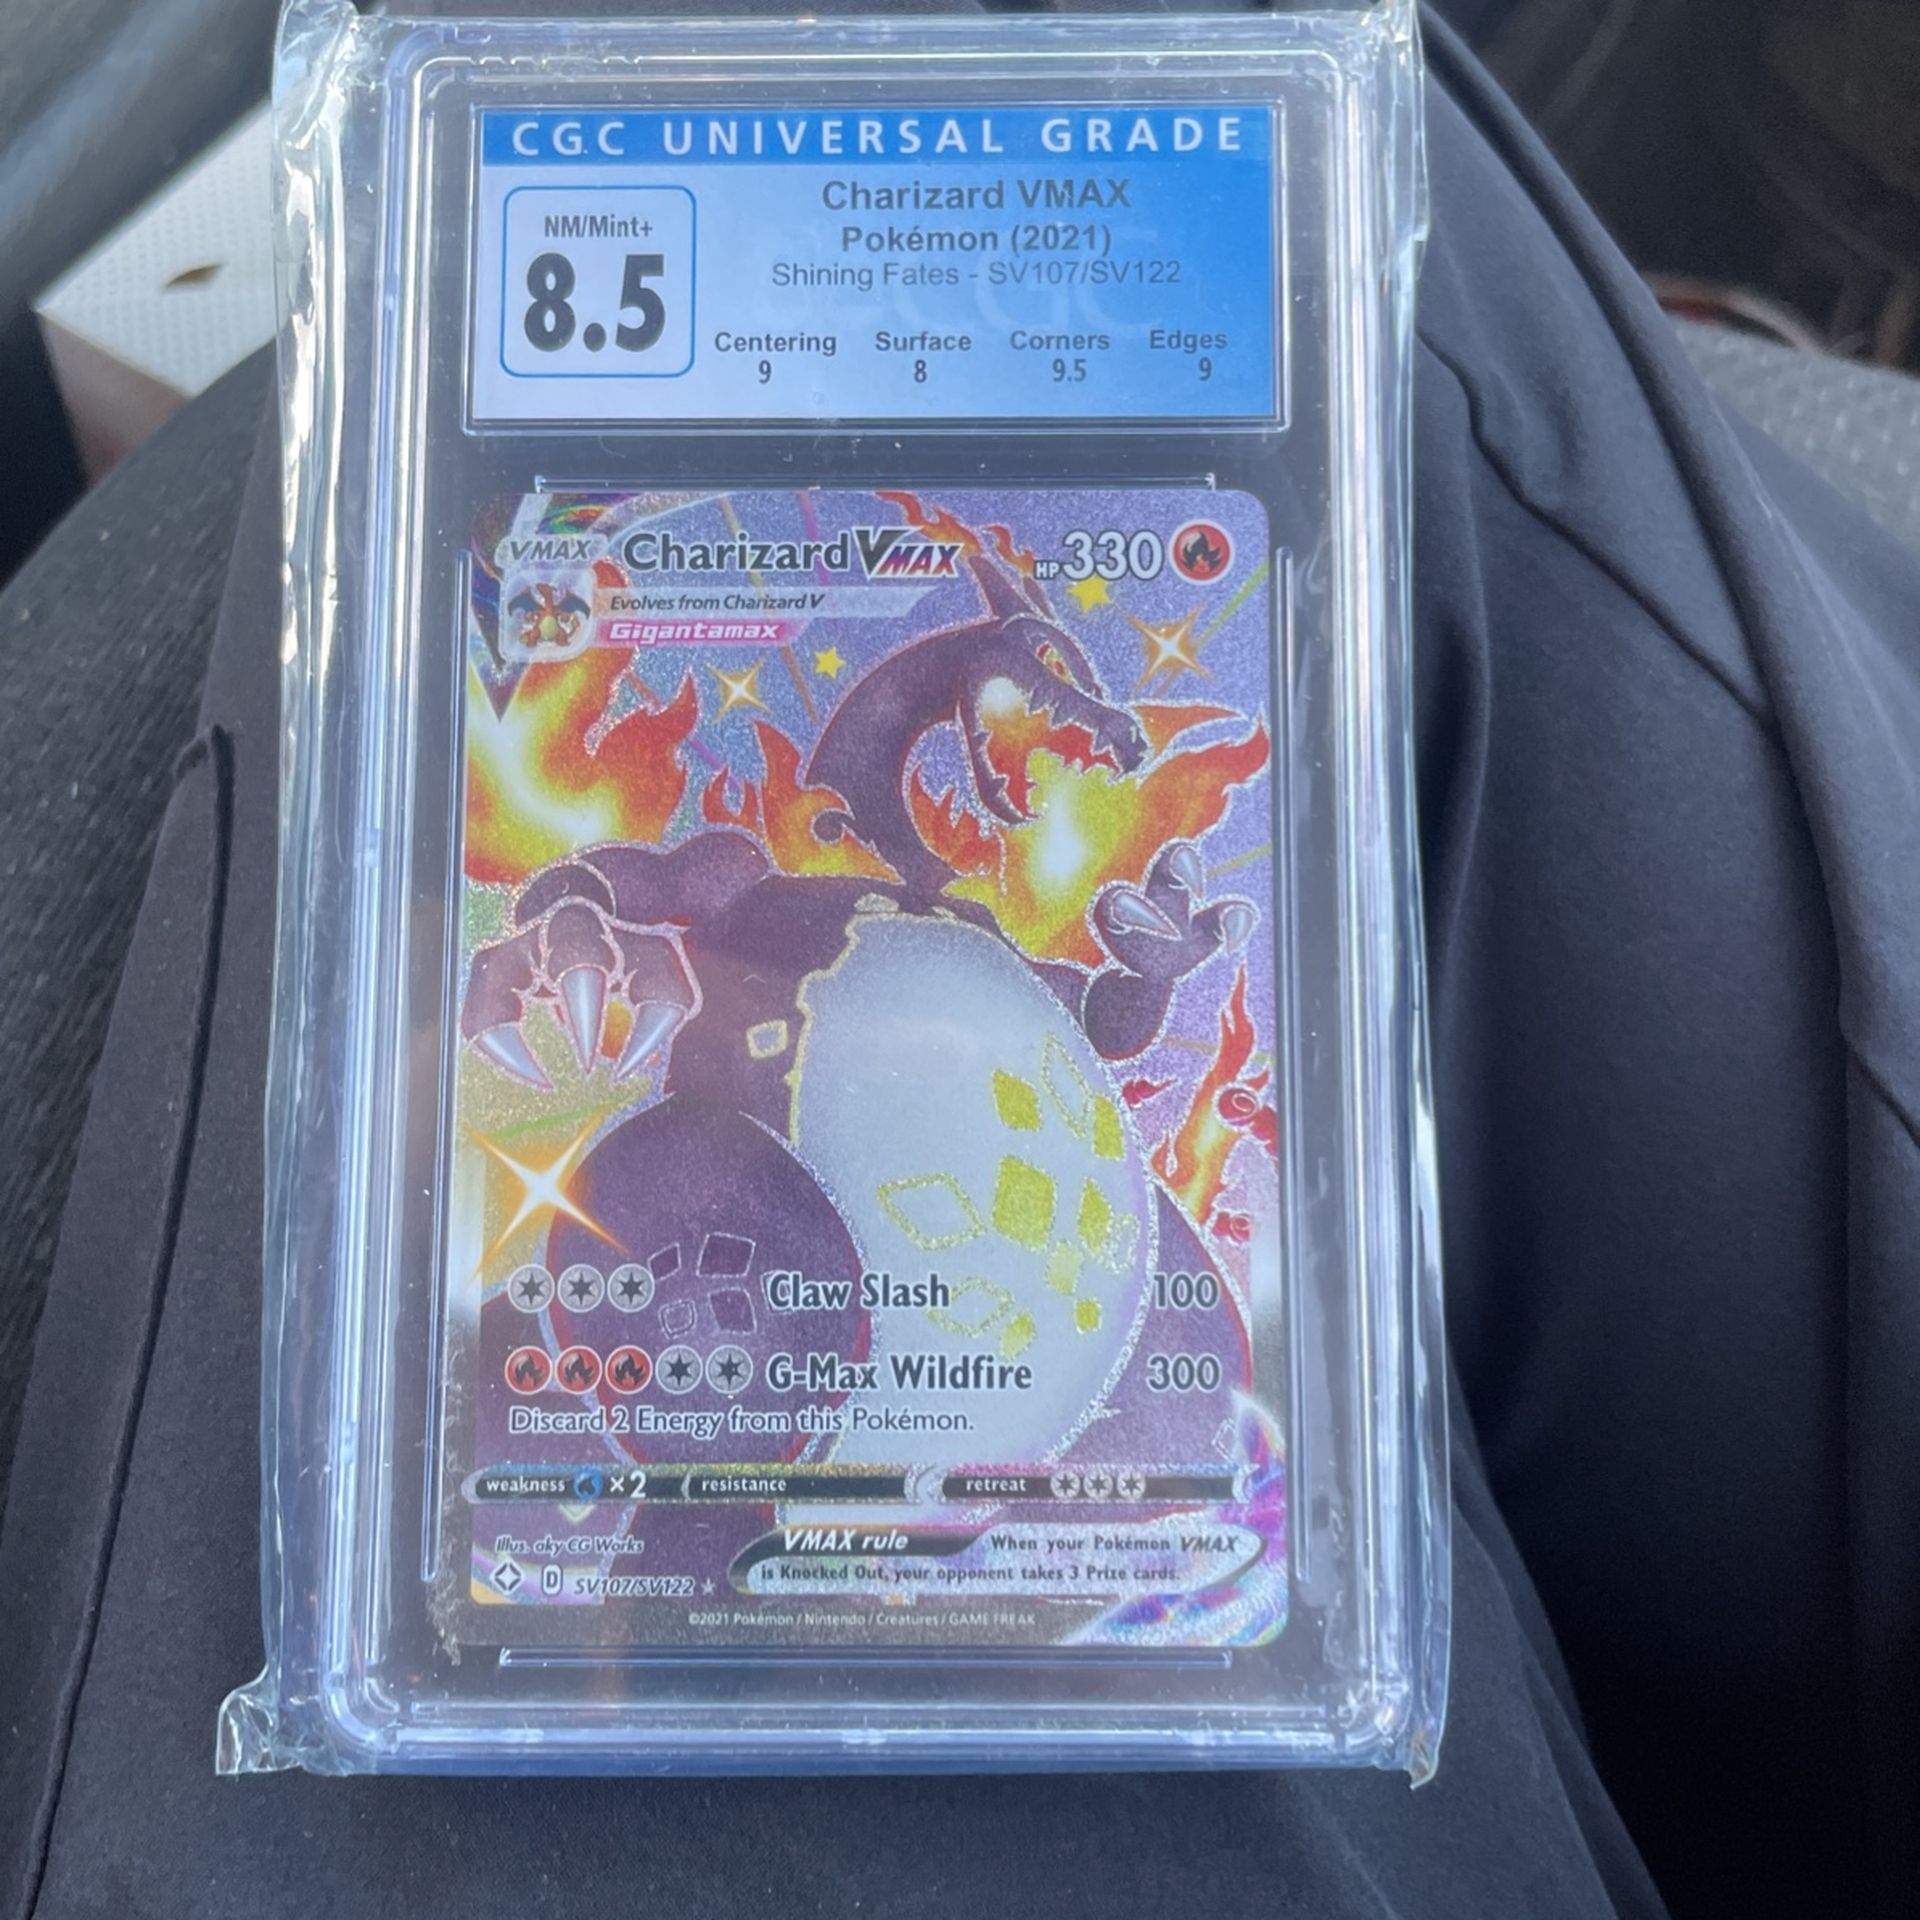 CGC UNIVERSAL GRADE
NM/Mint+
8.5
Charizard VMAX
Pokémon (2021)
Shining Fates - SV107/SV122
Centering Surface Corners Edges
9 8 9.5 9
VMAX Charizard VMAX HP 330
Evolves from Charizard V
Gigantamax
Claw Slash 100
G-Max Wildfire 300
Discard 2 Energy from this Pokémon.
weakness ×2 resistance retreat
Illus. aky CG Works
VMAX rule When your Pokémon VMAX
is Knocked Out, your opponent takes 3 Prize cards.
D SV107/SV122
©2021 Pokémon / Nintendo / Creatures / GAME FREAK